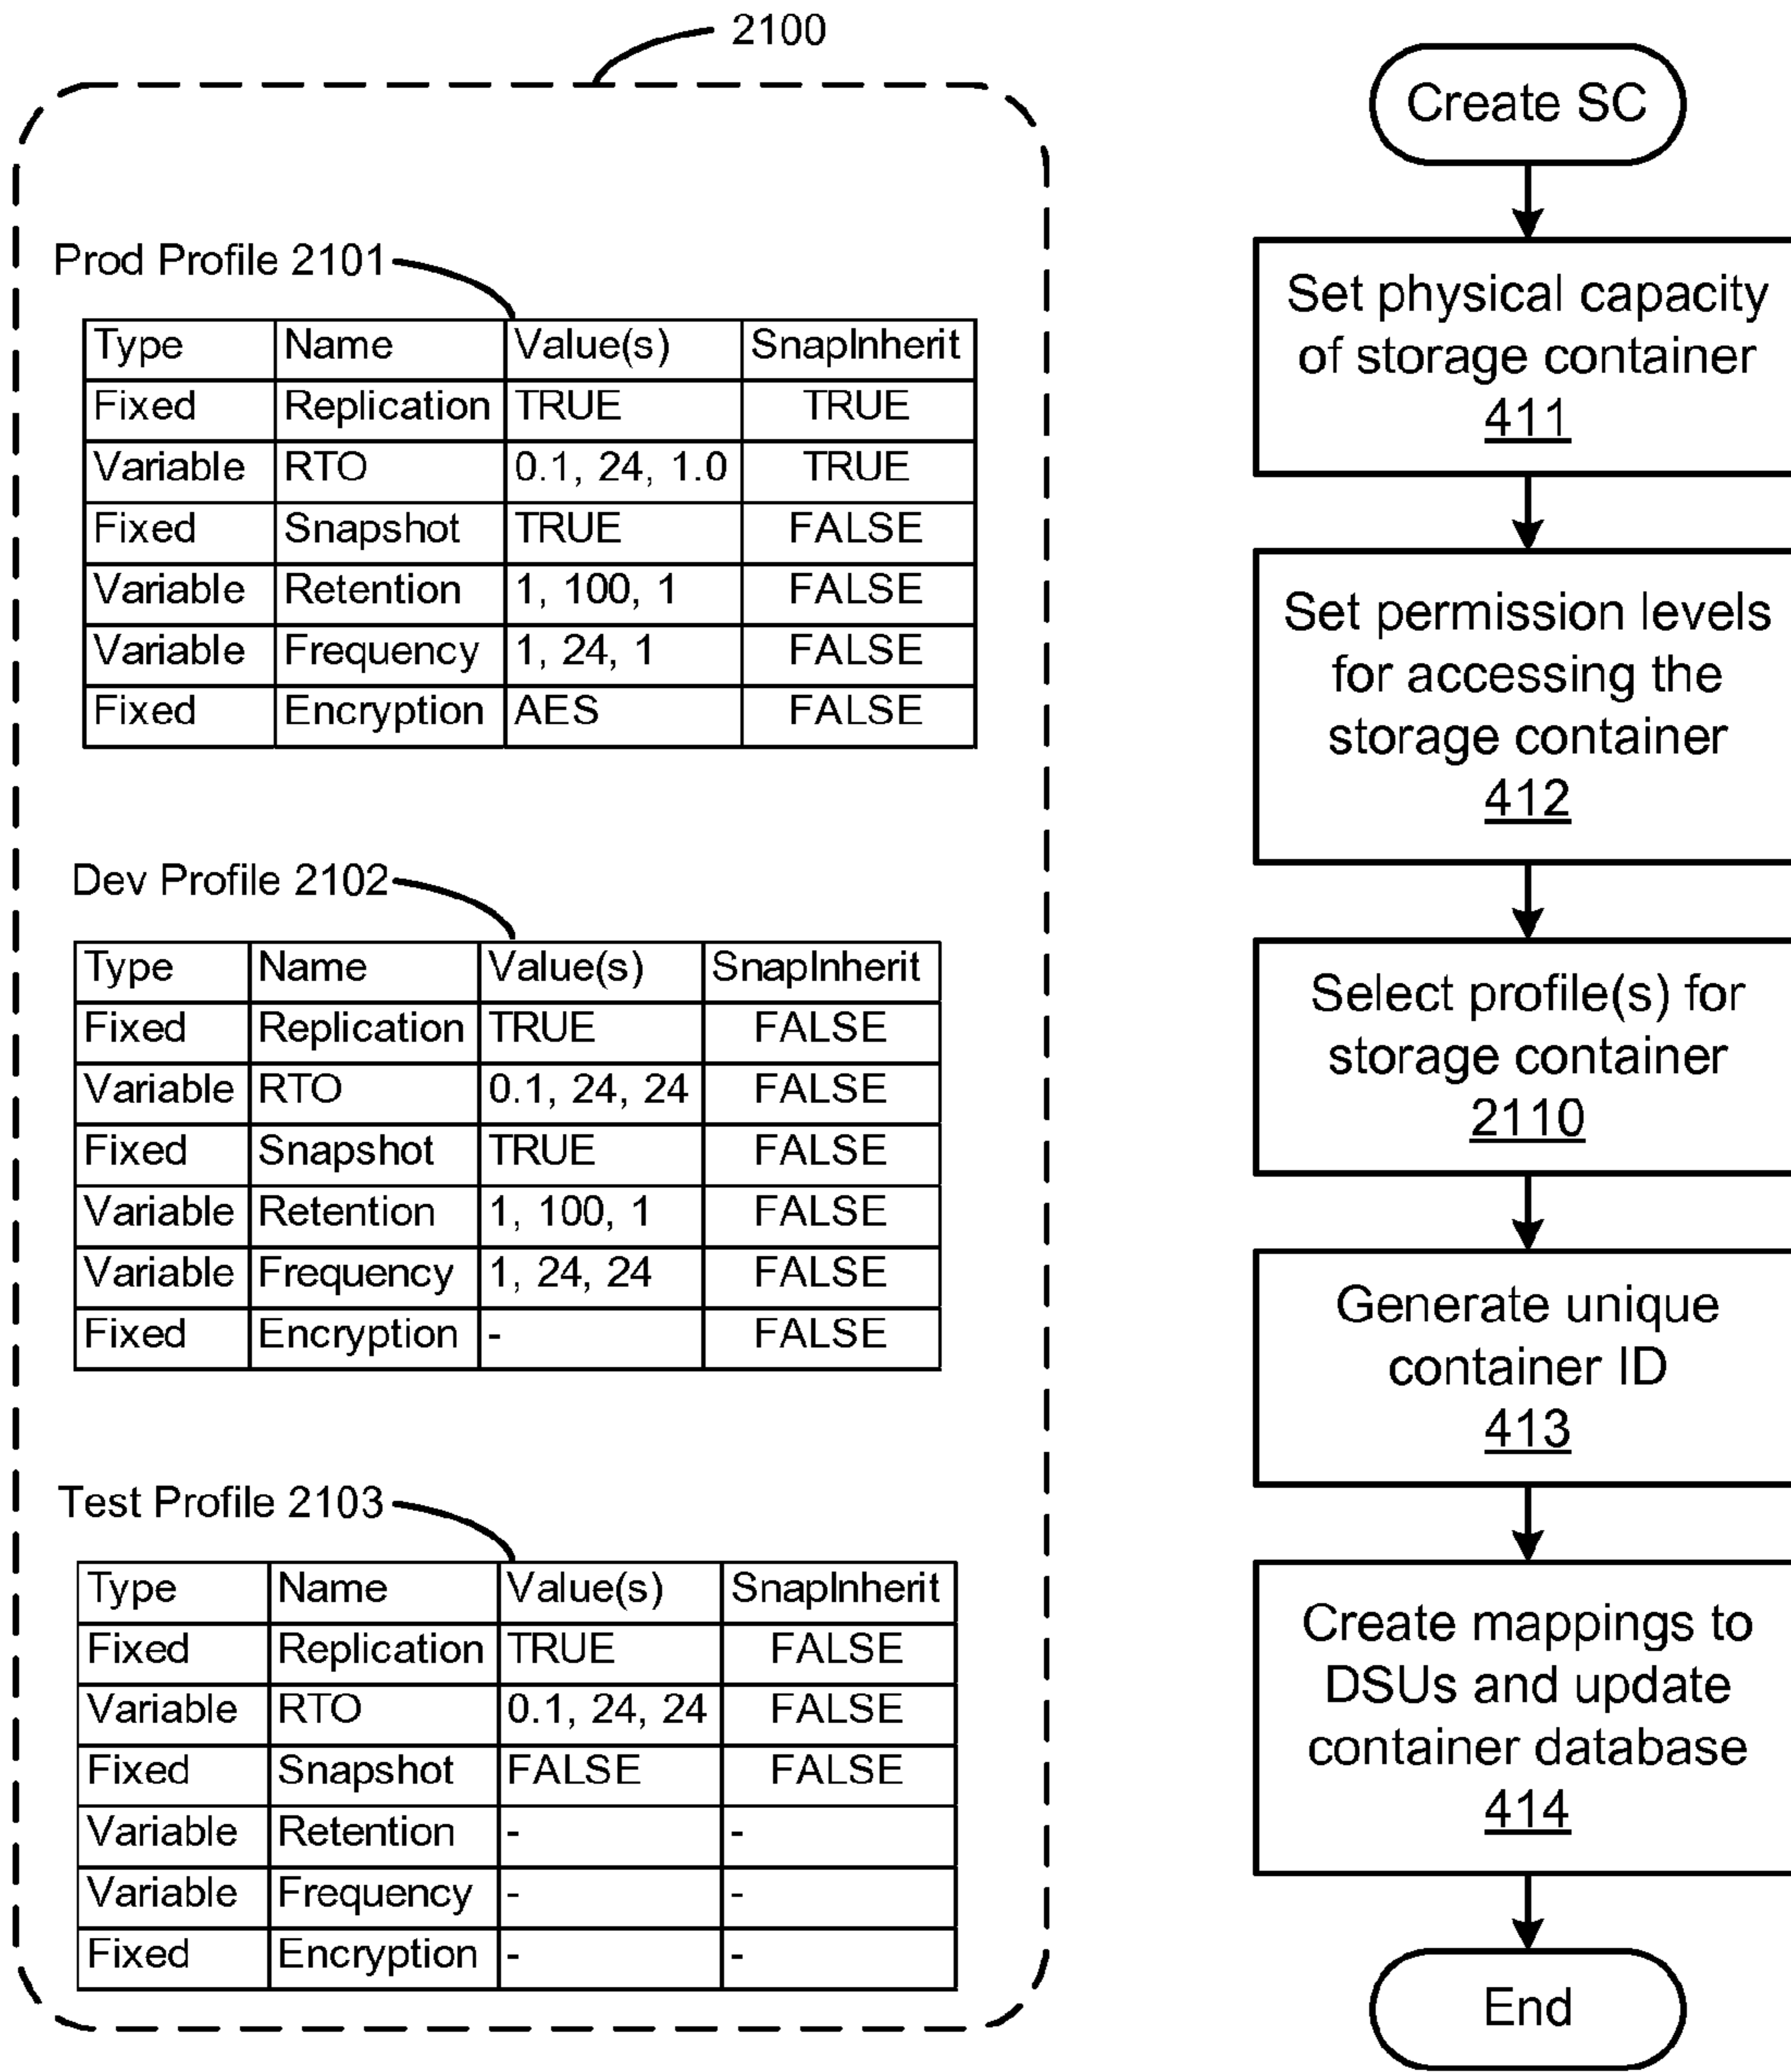 2100
Prod Profile 2101
Type Name Value(s) SnapInherit
Fixed Replication TRUE TRUE
Variable RTO 0.1, 24, 1.0 TRUE
Fixed Snapshot TRUE FALSE
Variable Retention 1, 100, 1 FALSE
Variable Frequency 1, 24, 1 FALSE
Fixed Encryption AES FALSE
Dev Profile 2102
Type Name Value(s) SnapInherit
Fixed Replication TRUE FALSE
Variable RTO 0.1, 24, 24 FALSE
Fixed Snapshot TRUE FALSE
Variable Retention 1, 100, 1 FALSE
Variable Frequency 1, 24, 24 FALSE
Fixed Encryption - FALSE
Test Profile 2103
Type Name Value(s) SnapInherit
Fixed Replication TRUE FALSE
Variable RTO 0.1, 24, 24 FALSE
Fixed Snapshot FALSE FALSE
Variable Retention - -
Variable Frequency - -
Fixed Encryption - -
Create SC
Set physical capacity
of storage container
411
Set permission levels
for accessing the
storage container
412
Select profile(s) for
storage container
2110
Generate unique
container ID
413
Create mappings to
DSUs and update
container database
414
End